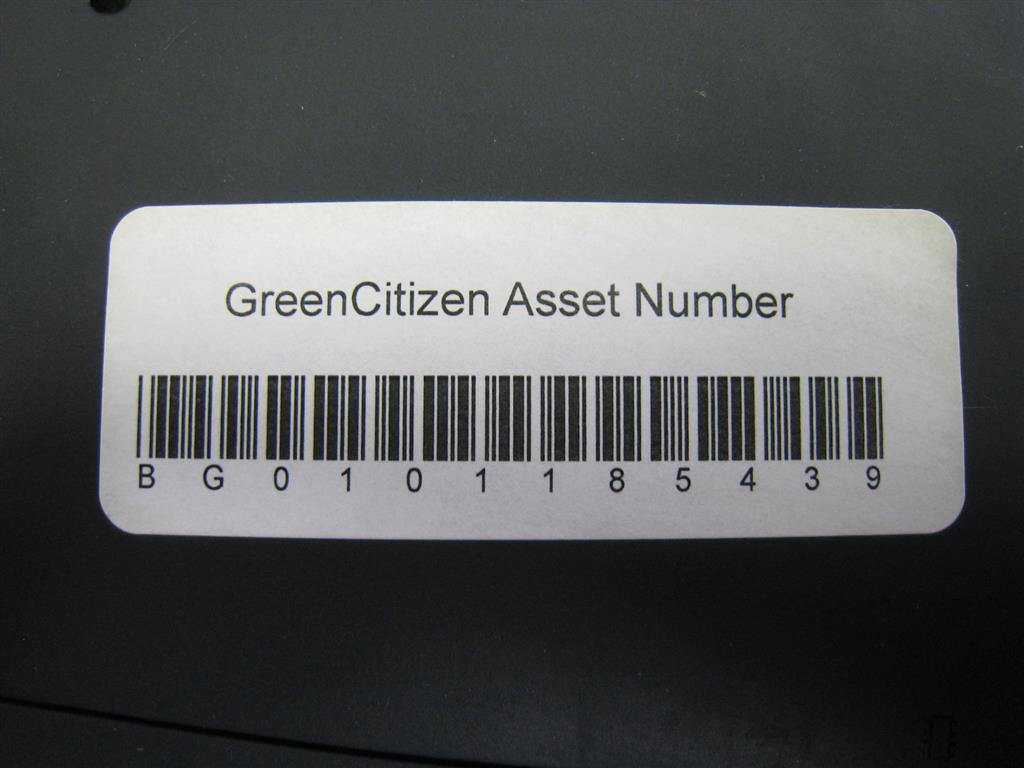 GreenCitizen Asset Number
B G 0 1 0 1 1 8 5 4 3 9